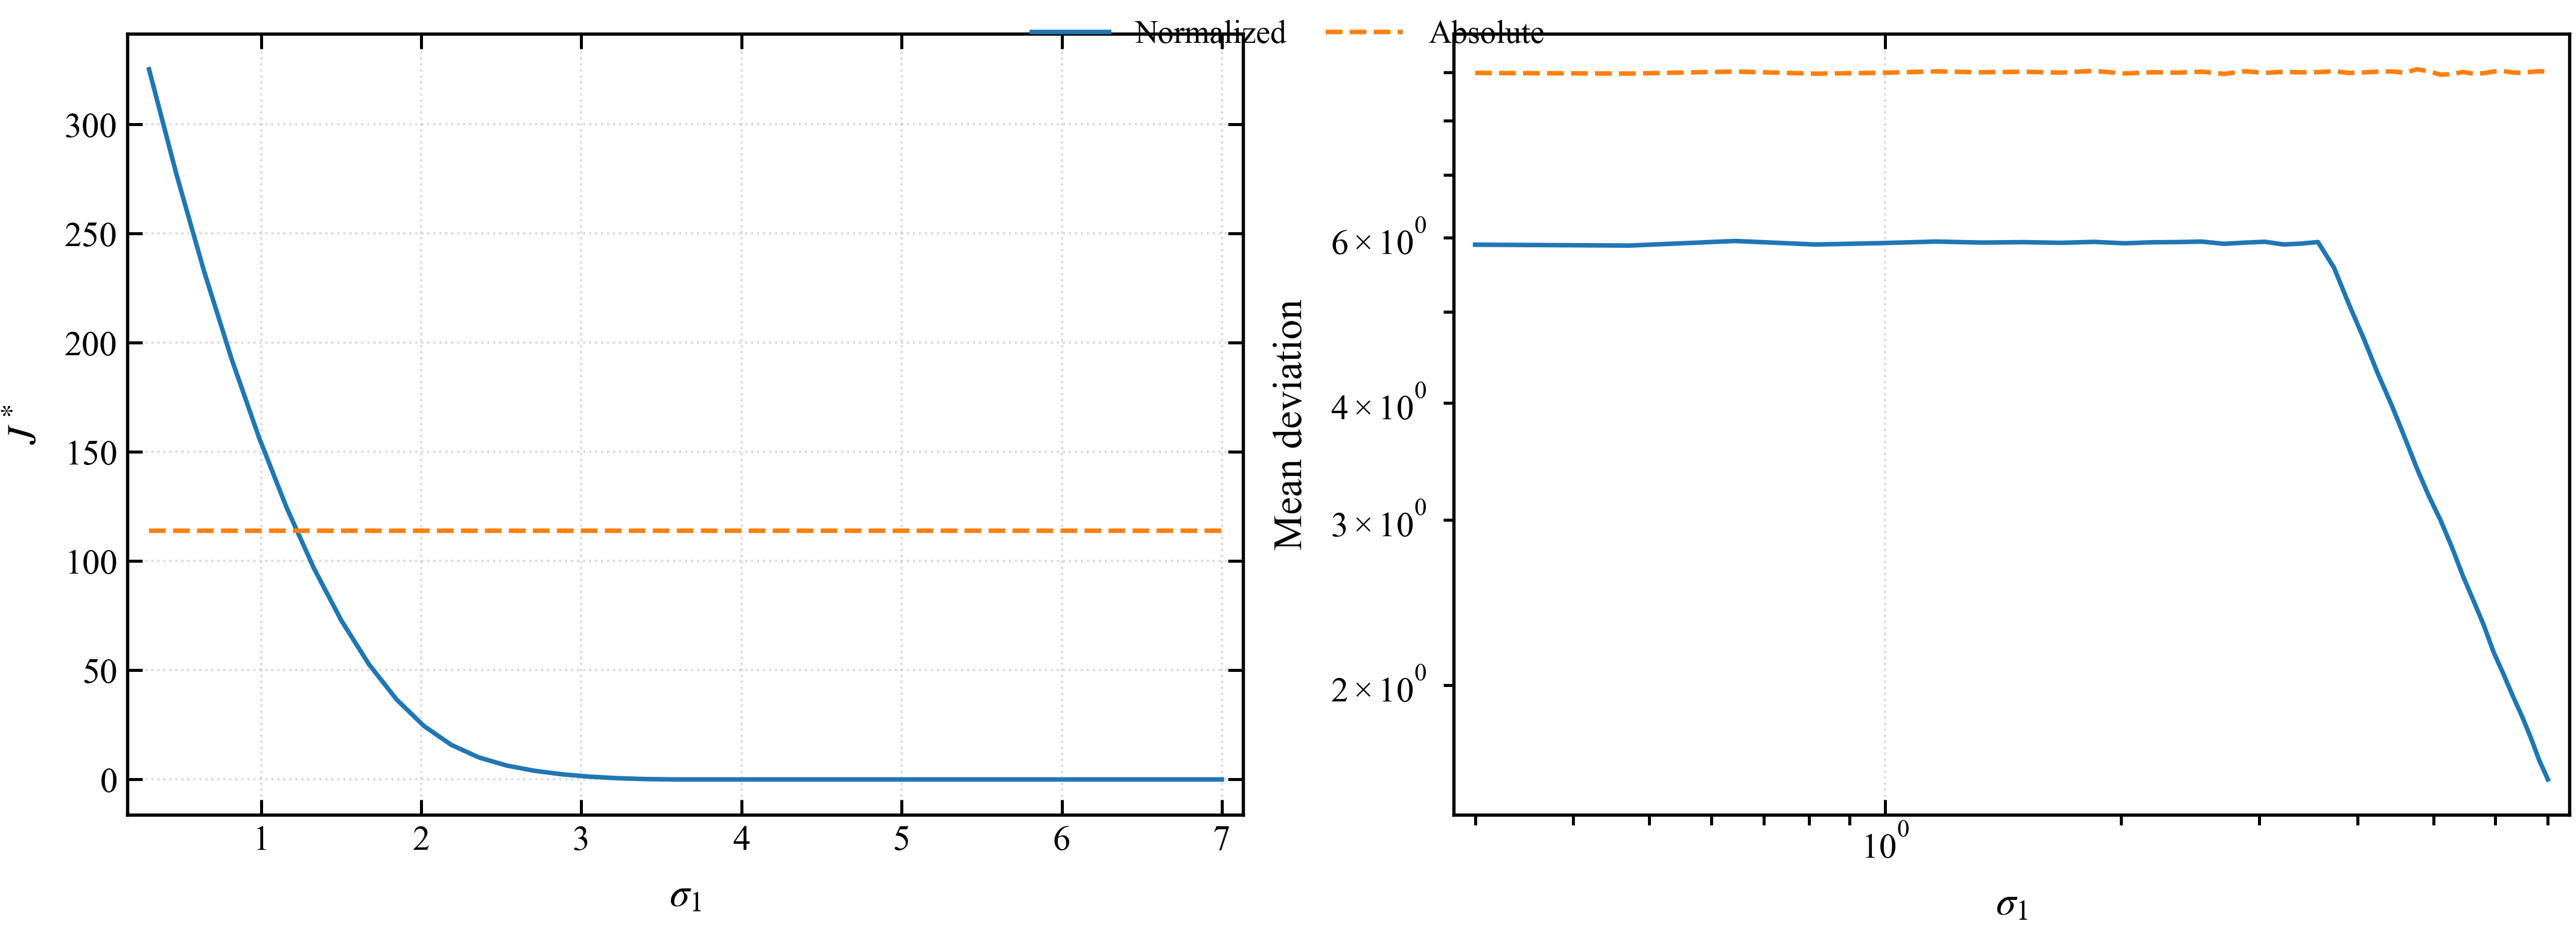 Normalized Absolute
J*
300
250
200
150
100
50
0
1 2 3 4 5 6 7
σ₁
Mean deviation
6 × 10⁰
4 × 10⁰
3 × 10⁰
2 × 10⁰
10⁰
σ₁